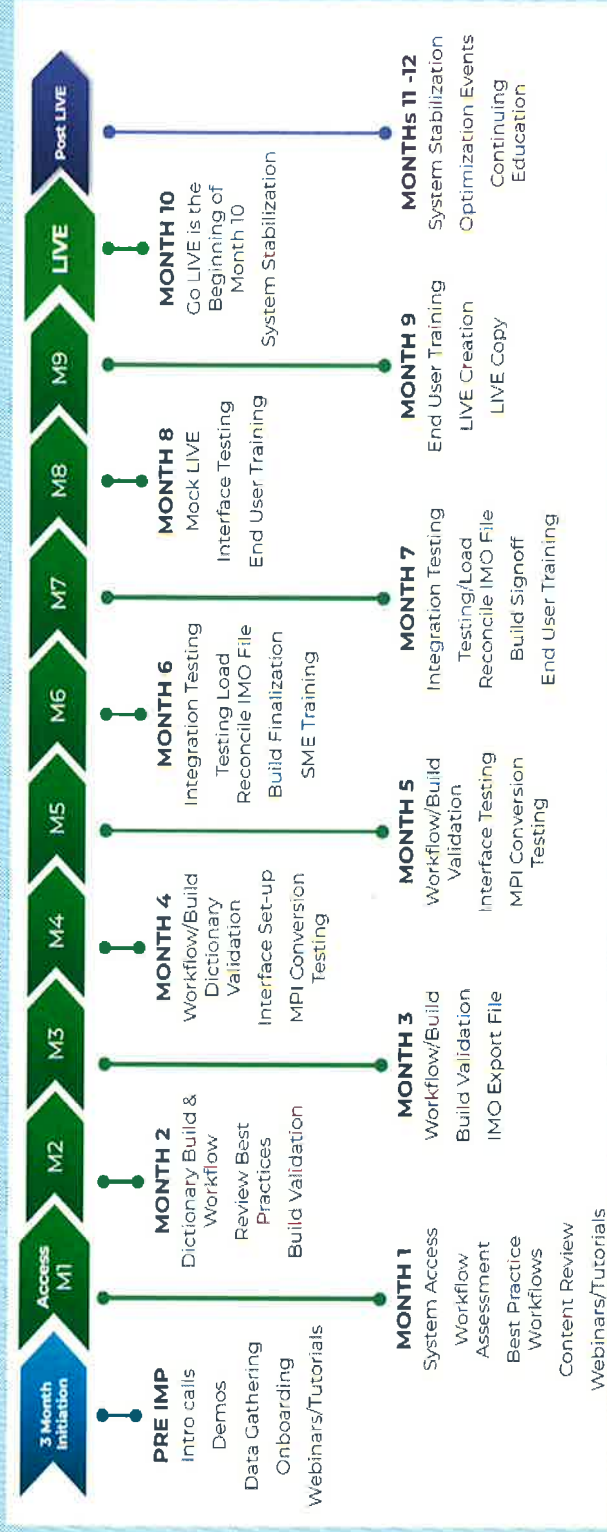 3 Month
Initiation
Access
M1
M2
M3
M4
M5
M6
M7
M8
M9
LIVE
Post LIVE
PRE IMP
Intro calls
Demos
Data Gathering
Onboarding
Webinars/Tutorials
MONTH 1
System Access
Workflow
Assessment
Best Practice
Workflows
Content Review
Webinars/Tutorials
MONTH 2
Dictionary Build &
Workflow
Review Best
Practices
Build Validation
MONTH 3
Workflow/Build
Build Validation
IMO Export File
MONTH 4
Workflow/Build
Dictionary
Validation
Interface Set-up
MPI Conversion
Testing
MONTH 5
Workflow/Build
Validation
Interface Testing
MPI Conversion
Testing
MONTH 6
Integration Testing
Testing Load
Reconcile IMO File
Build Finalization
SME Training
MONTH 7
Integration Testing
Testing/Load
Reconcile IMO File
Build Signoff
End User Training
MONTH 8
Mock LIVE
Interface Testing
End User Training
MONTH 9
End User Training
LIVE Creation
LIVE Copy
MONTH 10
Go LIVE is the
Beginning of
Month 10
System Stabilization
MONTHs 11 -12
System Stabilization
Optimization Events
Continuing
Education